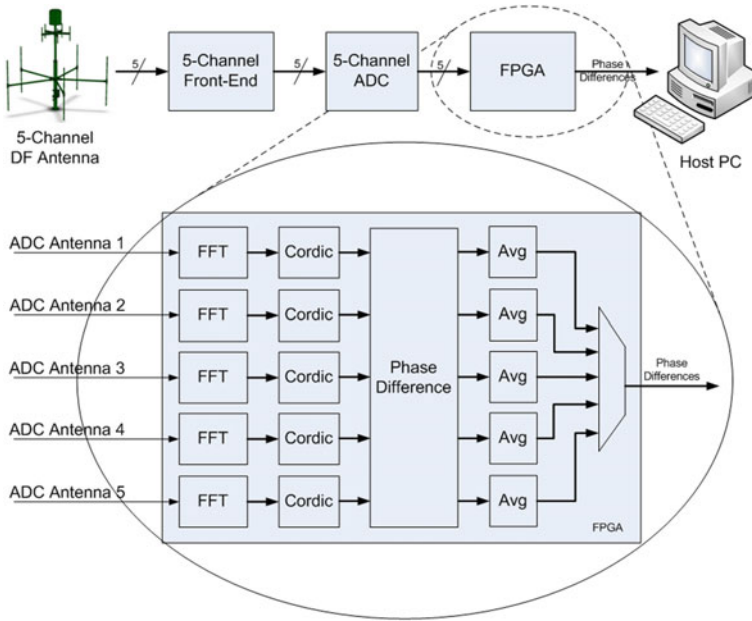 5
5-Channel
Front-End
5
5-Channel
ADC
5
FPGA
Phase
Differences
5-Channel
DF Antenna
Host PC
ADC Antenna 1
FFT
Cordic
Avg
ADC Antenna 2
FFT
Cordic
Avg
ADC Antenna 3
FFT
Cordic
Phase
Difference
Avg
Phase
Differences
ADC Antenna 4
FFT
Cordic
Avg
ADC Antenna 5
FFT
Cordic
Avg
FPGA